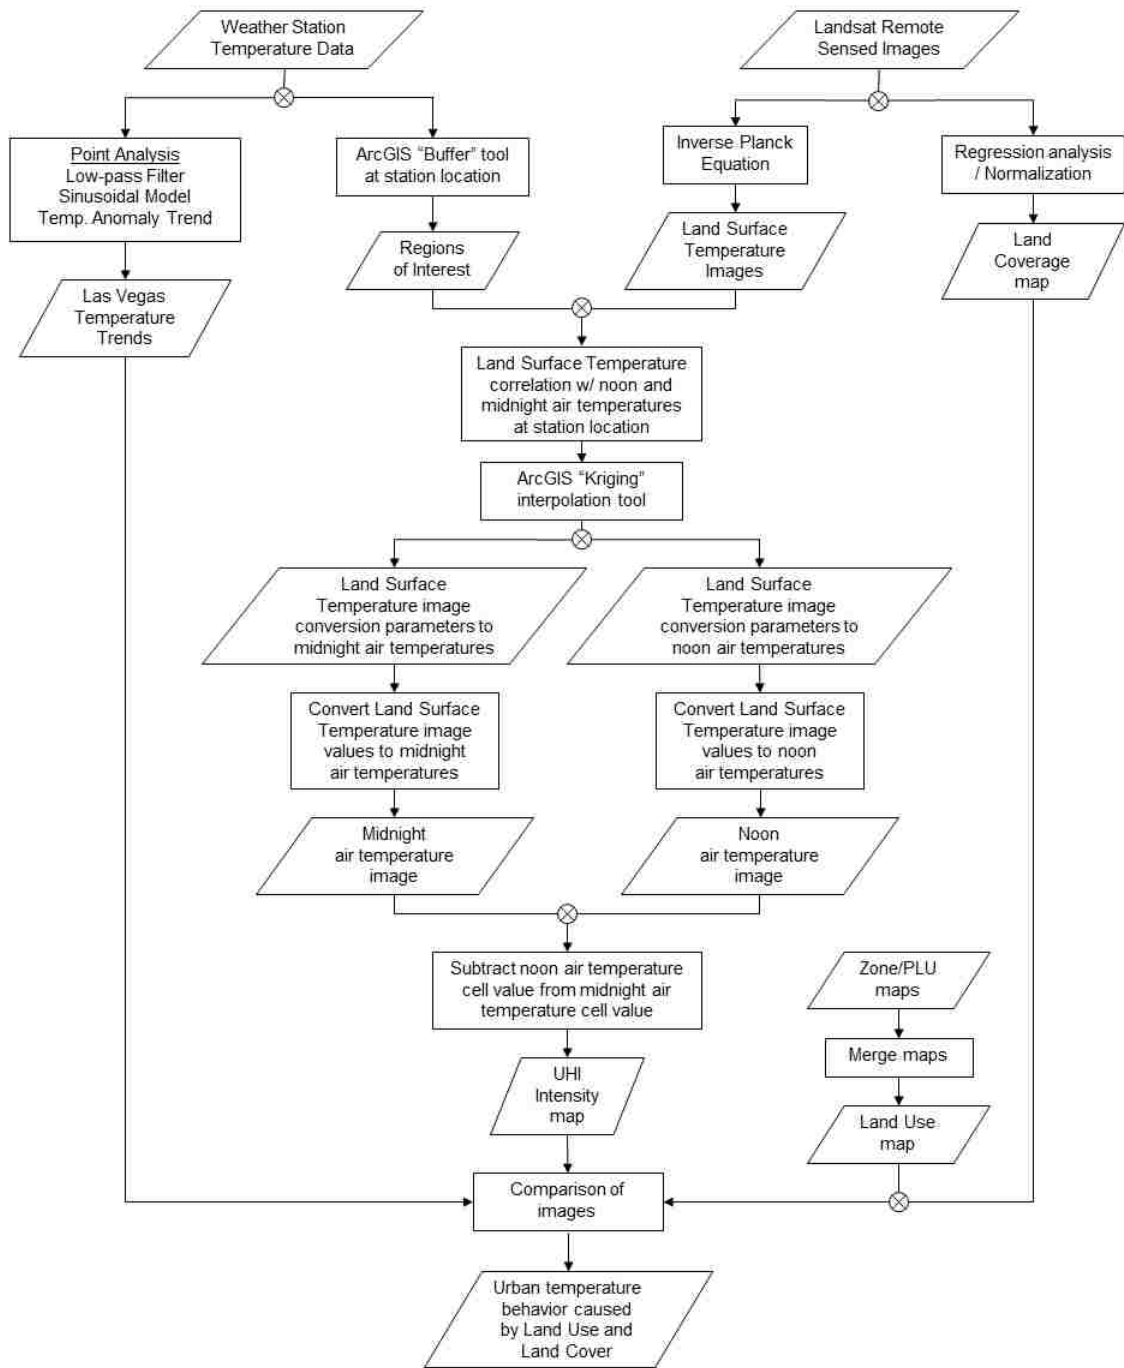 Weather Station
Temperature Data
Landsat Remote
Sensed Images
Point Analysis
Low-pass Filter
Sinusoidal Model
Temp. Anomaly Trend
ArcGIS “Buffer” tool
at station location
Inverse Planck
Equation
Regression analysis
/ Normalization
Las Vegas
Temperature
Trends
Regions
of Interest
Land Surface
Temperature
Images
Land
Coverage
map
Land Surface Temperature
correlation w/ noon and
midnight air temperatures
at station location
ArcGIS “Kriging”
interpolation tool
Land Surface
Temperature image
conversion parameters to
midnight air temperatures
Land Surface
Temperature image
conversion parameters to
noon air temperatures
Convert Land Surface
Temperature image
values to midnight
air temperatures
Convert Land Surface
Temperature image
values to noon
air temperatures
Midnight
air temperature
image
Noon
air temperature
image
Subtract noon air temperature
cell value from midnight air
temperature cell value
Zone/PLU
maps
Merge maps
UHI
Intensity
map
Land Use
map
Comparison of
images
Urban temperature
behavior caused
by Land Use and
Land Cover